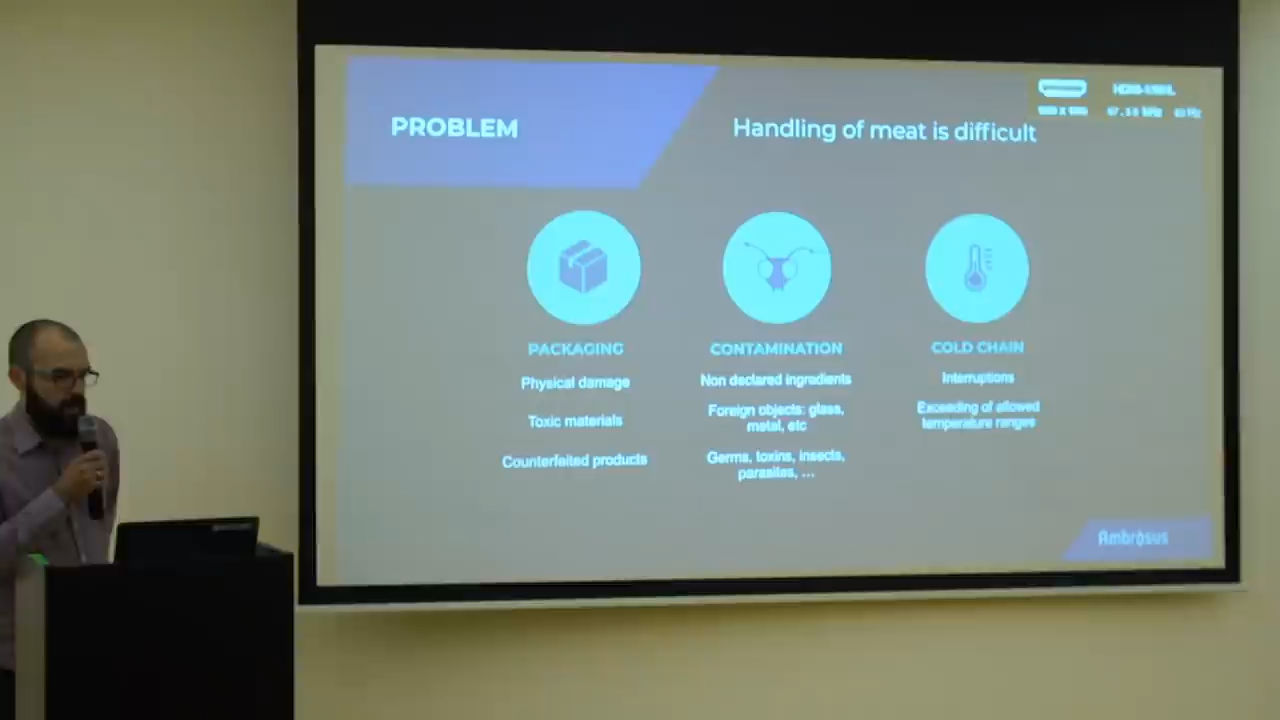 PROBLEM
Handling of meat is difficult
PACKAGING
Physical damage
Toxic materials
Counterfeited products
CONTAMINATION
Non declared ingredients
Foreign objects: glass,
metal, etc
Germs, toxins, insects,
parasites, ...
COLD CHAIN
Interruptions
Exceeding of allowed
temperature ranges
Ambrosus